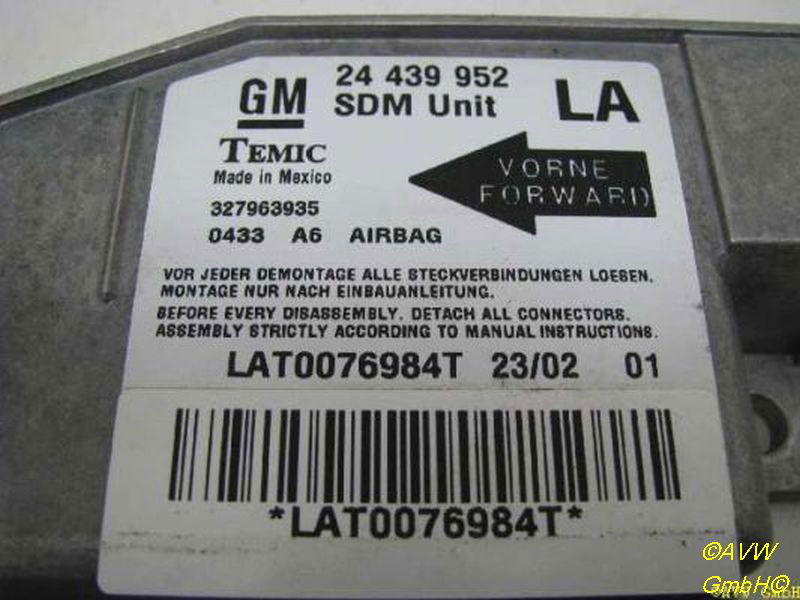 GM 24 439 952 LA
SDM Unit
TEMIC
Made in Mexico
VORNE
FORWARD
327963935
0433 A6 AIRBAG
VOR JEDER DEMONTAGE ALLE STECKVERBINDUNGEN LOESEN.
MONTAGE NUR NACH EINBAUANLEITUNG.
BEFORE EVERY DISASSEMBLY. DETACH ALL CONNECTORS.
ASSEMBLY STRICTLY ACCORDING TO MANUAL INSTRUCTIONS.
LAT0076984T 23/02 01
*LAT0076984T*
©AVW
GmbH©
©AVW GmbH